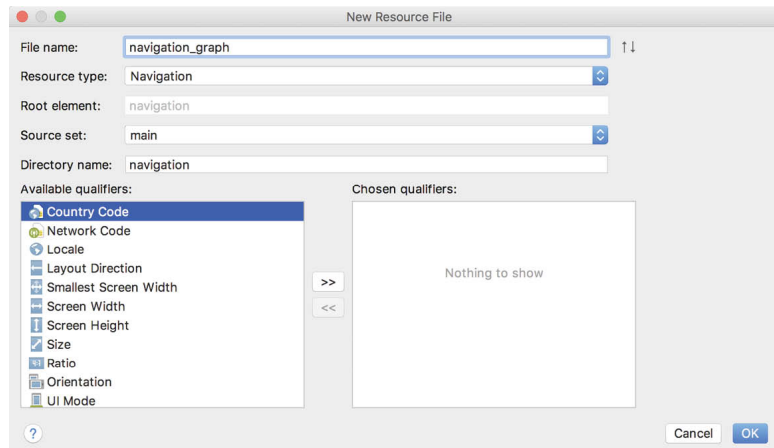 New Resource File
File name: navigation_graph ↑↓
Resource type: Navigation
Root element: navigation
Source set: main
Directory name: navigation
Available qualifiers: Chosen qualifiers:
Country Code
Network Code
Locale
Layout Direction
Nothing to show
Smallest Screen Width
>>
Screen Width
<<
Screen Height
Size
Ratio
Orientation
UI Mode
? Cancel OK